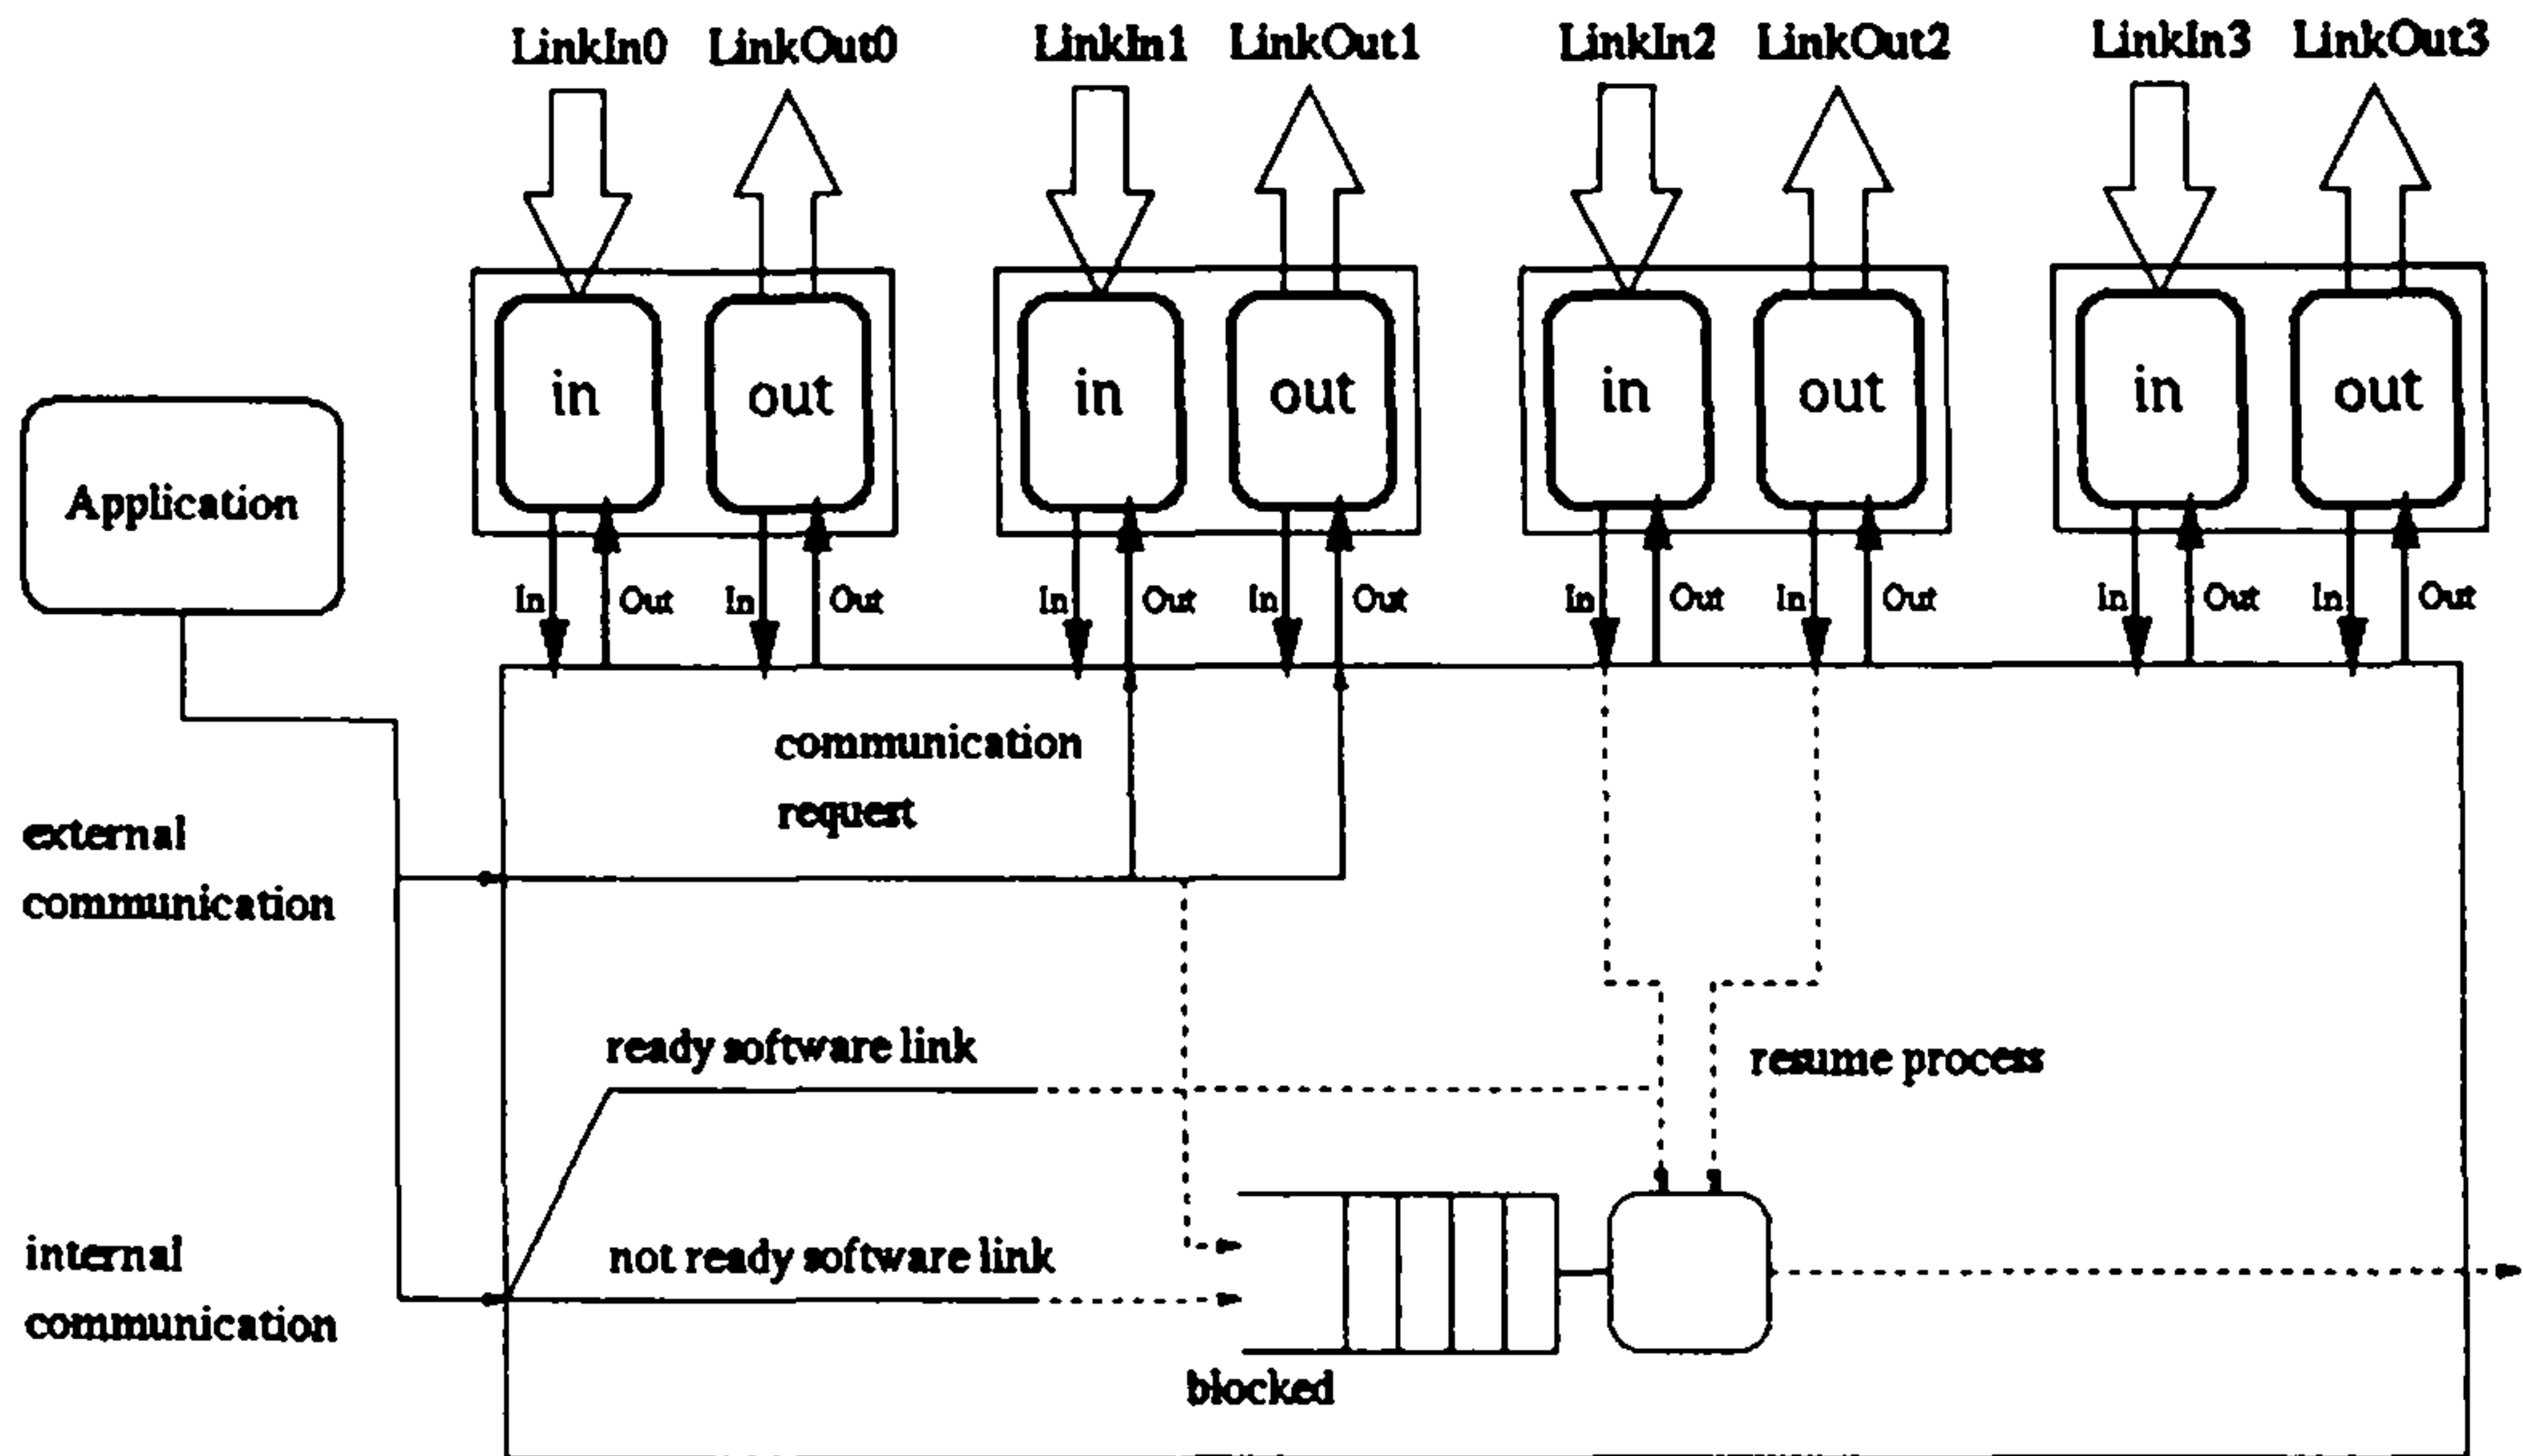 LinkIn0 LinkOut0 LinkIn1 LinkOut1 LinkIn2 LinkOut2 LinkIn3 LinkOut3
in out in out in out in out
Application
In Out In Out In Out In Out In Out In Out In Out In Out
communication
request
external
communication
ready software link
resume process
not ready software link
internal
communication
blocked